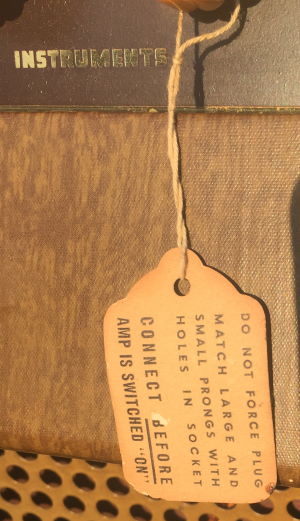 INSTRUMENTS
DO NOT FORCE PLUG
MATCH LARGE AND
SMALL PRONGS WITH
HOLES IN SOCKET
CONNECT BEFORE
AMP IS SWITCHED "ON"